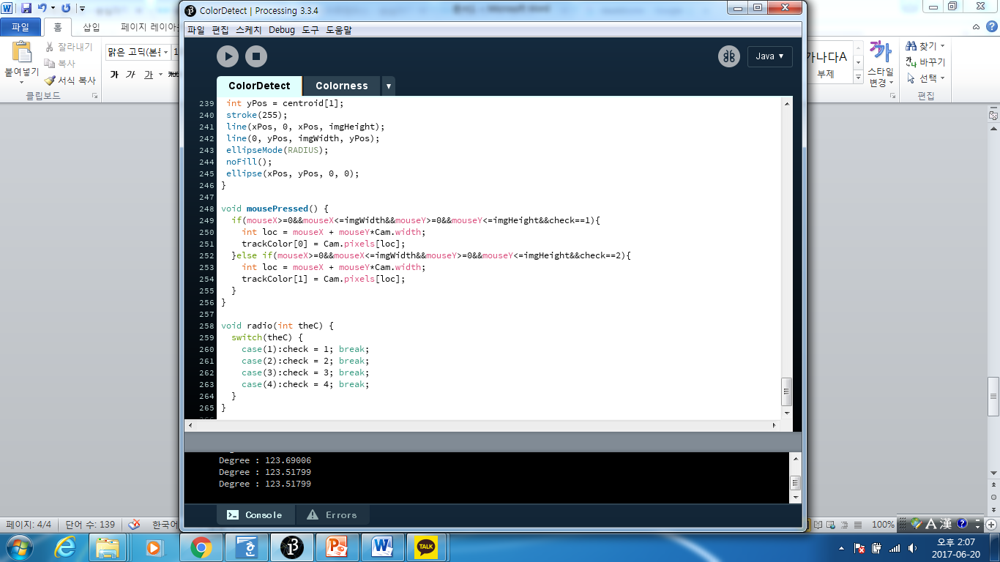 ColorDetect | Processing 3.3.4
파일 홈 삽입 페이지 레이아
파일 편집 스케치 Debug 도구 도움말
붙여넣기
잘라내기
복사
서식 복사
클립보드
맑은 고딕(본문
가 가 가
가나다A
부제
스타일
변경
찾기
바꾸기
선택
편집
Java
ColorDetect Colorness
239 int yPos = centroid[1];
240 stroke(255);
241 line(xPos, 0, xPos, imgHeight);
242 line(0, yPos, imgWidth, yPos);
243 ellipseMode(RADIUS);
244 noFill();
245 ellipse(xPos, yPos, 0, 0);
246 }
247
248 void mousePressed() {
249 if(mouseX>=0&&mouseX<=imgWidth&&mouseY>=0&&mouseY<=imgHeight&&check==1){
250 int loc = mouseX + mouseY*Cam.width;
251 trackColor[0] = Cam.pixels[loc];
252 }else if(mouseX>=0&&mouseX<=imgWidth&&mouseY>=0&&mouseY<=imgHeight&&check==2){
253 int loc = mouseX + mouseY*Cam.width;
254 trackColor[1] = Cam.pixels[loc];
255 }
256 }
257
258 void radio(int theC) {
259 switch(theC) {
260 case(1):check = 1; break;
261 case(2):check = 2; break;
262 case(3):check = 3; break;
263 case(4):check = 4; break;
264 }
265 }
Degree : 123.69006
Degree : 123.51799
Degree : 123.51799
Console Errors
페이지: 4/4 단어 수: 139 한국어
100% A 漢
TALK
오후 2:07
2017-06-20